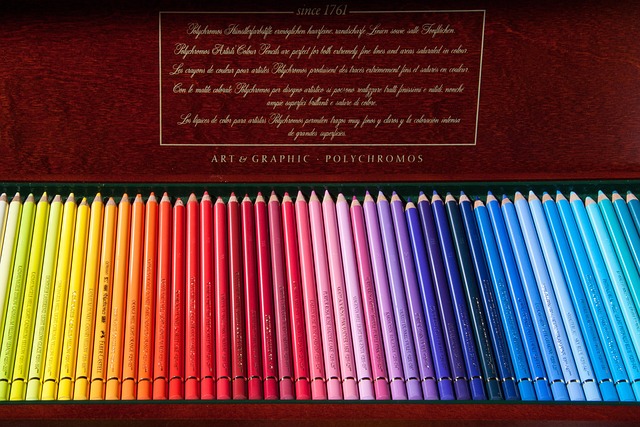 since 1761
Polychromos Künstlerfarbstifte ermöglichen haarfeine, randscharfe Linien sowie satte Tonflächen.
Polychromos Artists' Colour Pencils are perfect for both extremely fine lines and areas saturated in colour.
Les crayons de couleur pour artistes Polychromos produisent des tracés extrêmement fins et saturés en couleur.
Con le matite colorate Polychromos per disegno artistico si possono realizzare tratti finissimi e nitidi, nonché
ampie superfici brillanti e sature di colore.
Los lápices de color para artistas Polychromos permiten trazos muy finos y claros y la coloración intensa
de grandes superficies.
ART & GRAPHIC · POLYCHROMOS